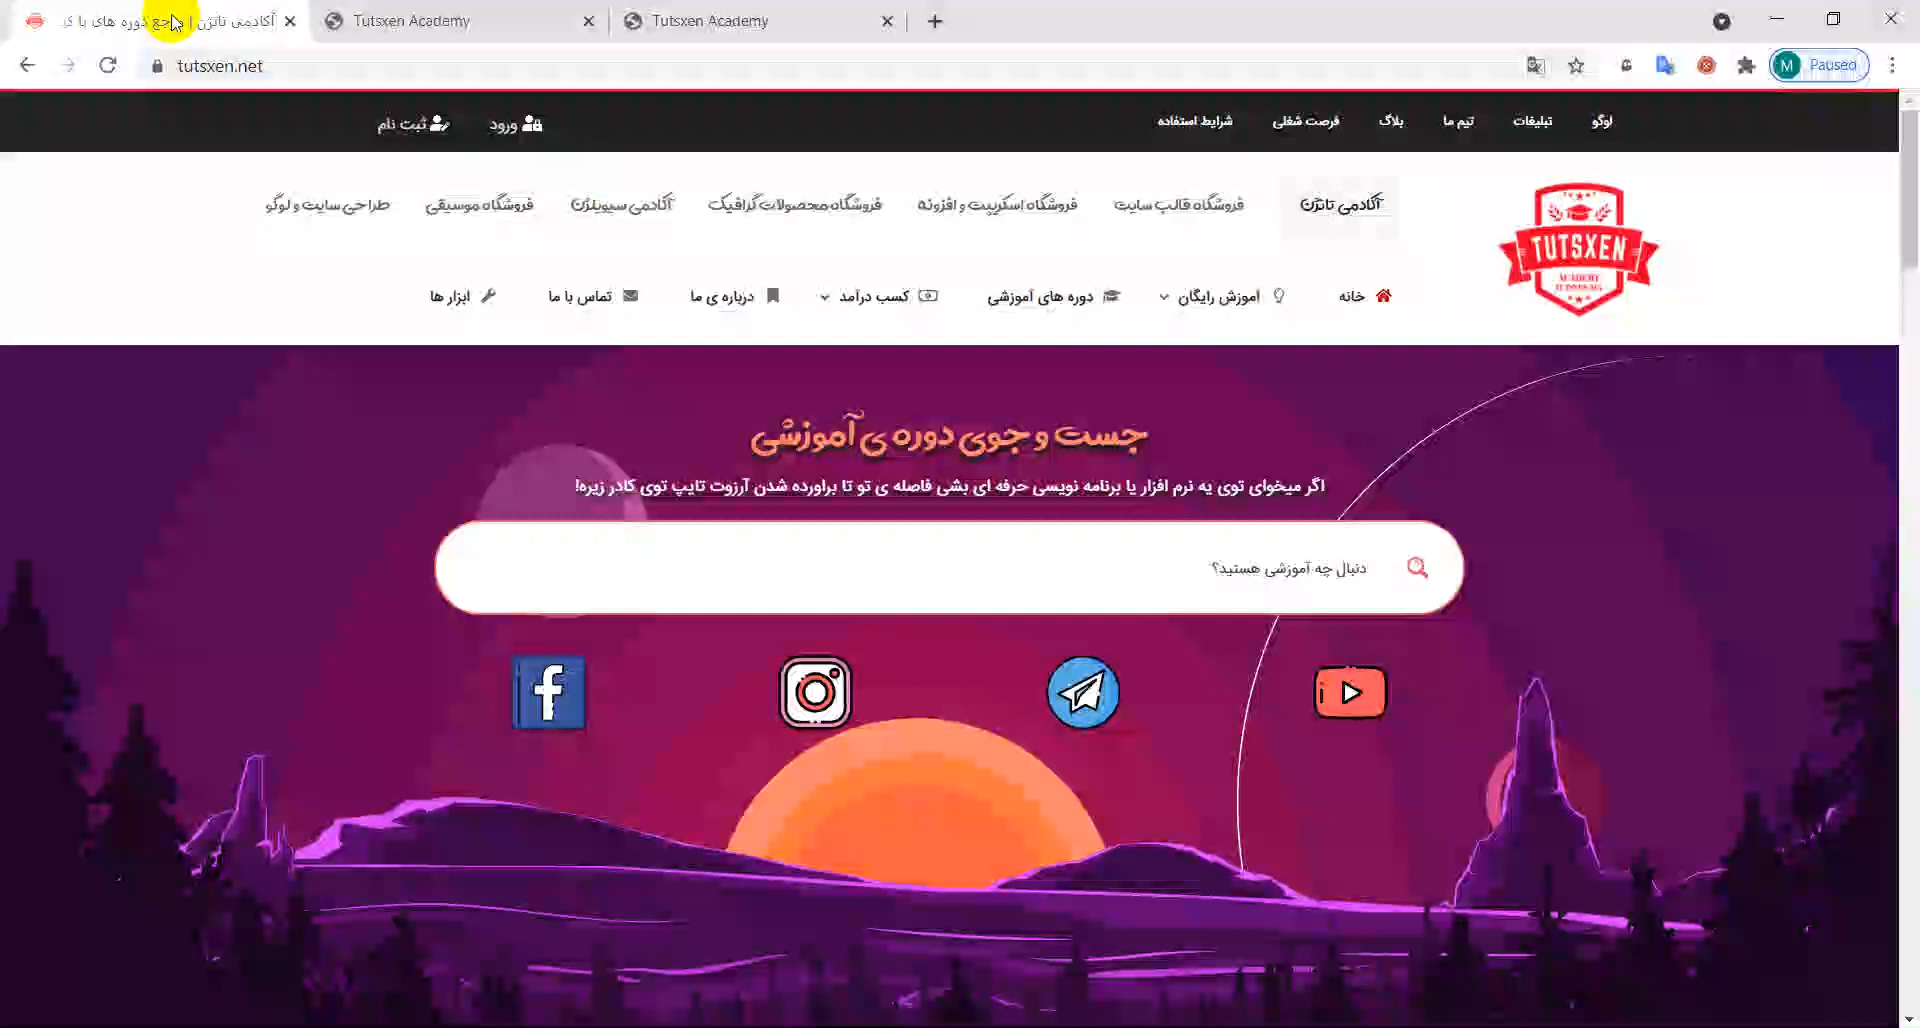 آکادمی تاتژن | مرجع دوره های با
Tutsxen Academy
Tutsxen Academy
tutsxen.net
M Paused
لوگو
تبلیغات
تیم ما
بلاگ
فرصت شغلی
شرایط استفاده
ورود
ثبت نام
TUTSXEN
ACADEMY
آکادمی تاتژن
فروشگاه قالب سایت
فروشگاه اسکریپت و افزونه
فروشگاه محصولات گرافیک
آکادمی سیویلژن
فروشگاه موسیقی
طراحی سایت و لوگو
خانه
آموزش رایگان
دوره های آموزشی
کسب درآمد
درباره ی ما
تماس با ما
ابزار ها
جست و جوی دوره ی آموزشی
اگر میخوای توی یه نرم افزار یا برنامه نویسی حرفه ای بشی فاصله ی تو تا براورده شدن آرزوت تایپ توی کادر زیره!
دنبال چه آموزشی هستید؟